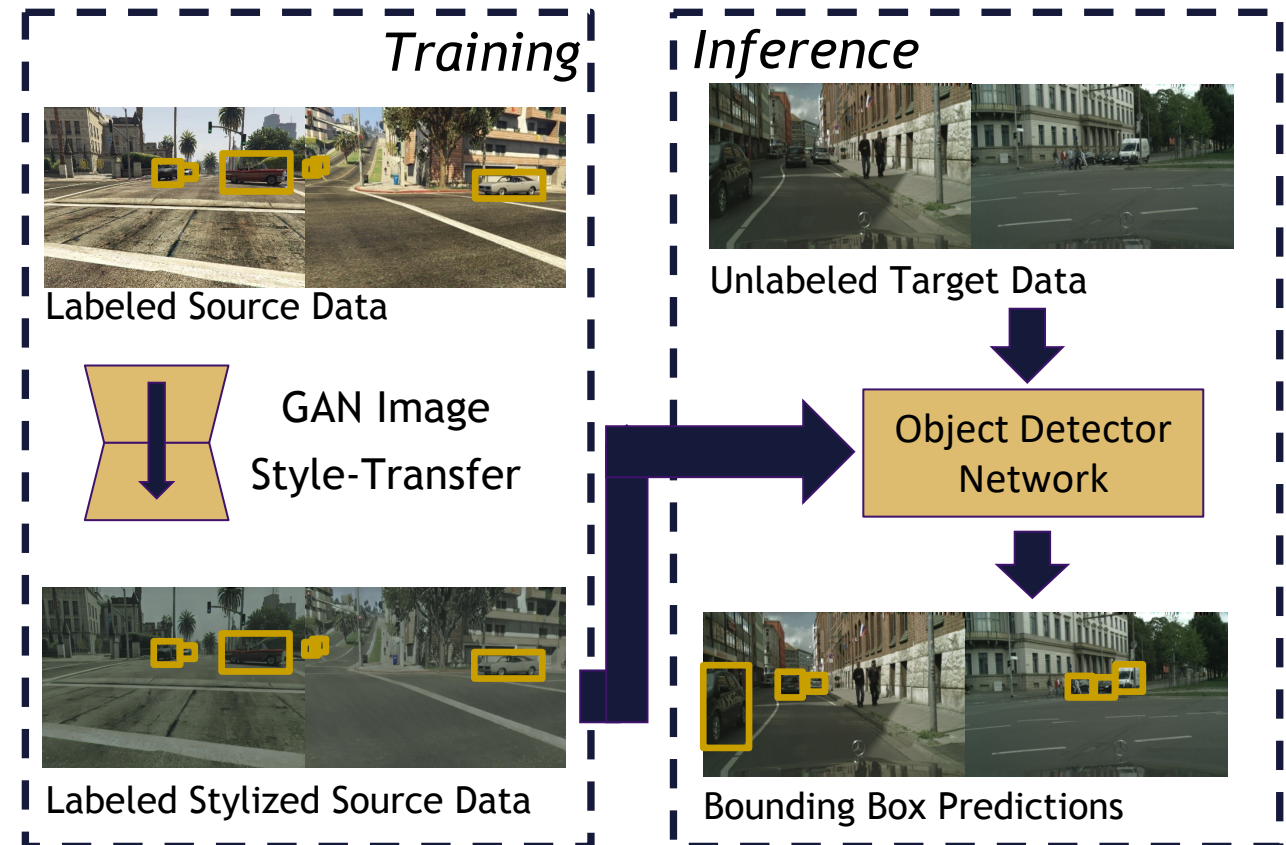 Training
Labeled Source Data
GAN Image
Style-Transfer
Labeled Stylized Source Data
Inference
Unlabeled Target Data
Object Detector
Network
Bounding Box Predictions